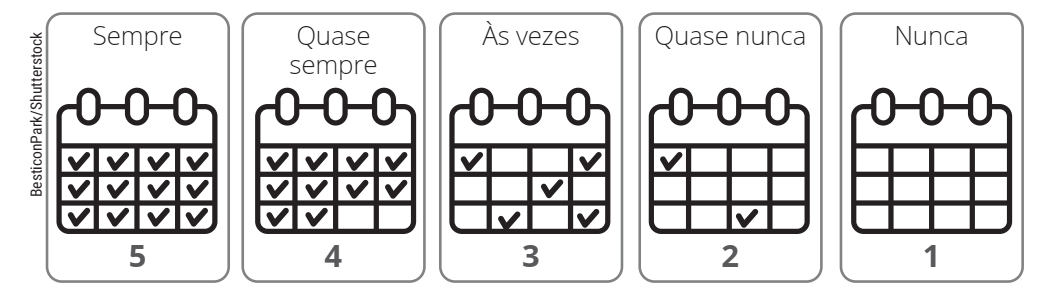 BesticonPark/Shutterstock
Sempre
5
Quase
sempre
4
Às vezes
3
Quase nunca
2
Nunca
1